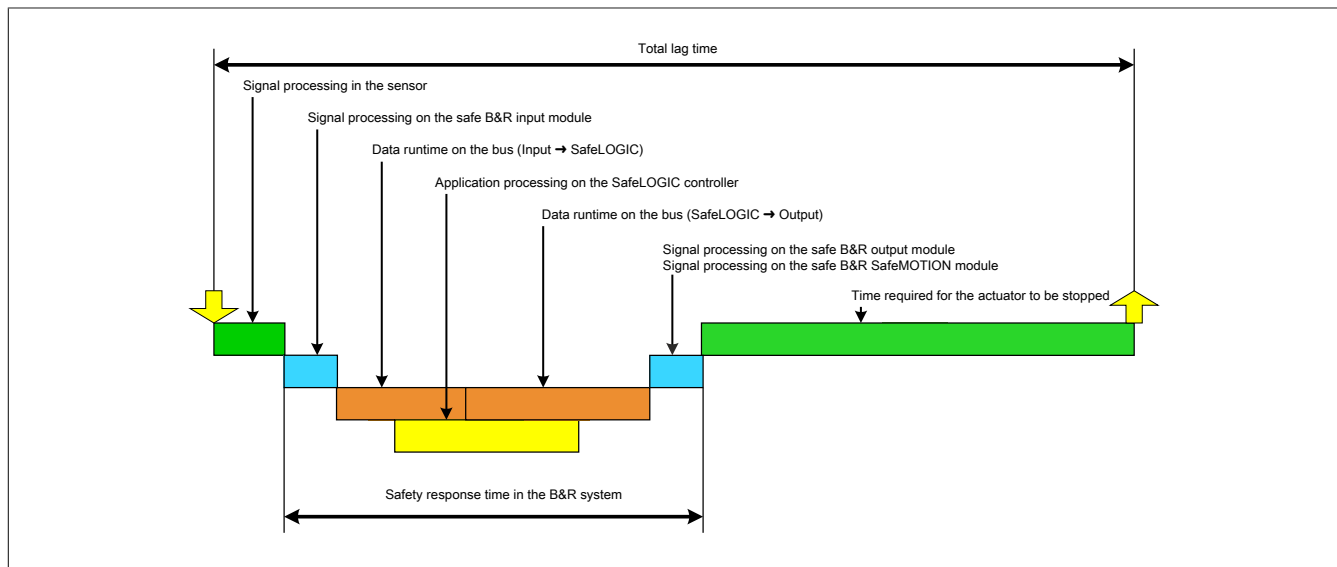 Total lag time
Signal processing in the sensor
Signal processing on the safe B&R input module
Data runtime on the bus (Input ➜ SafeLOGIC)
Application processing on the SafeLOGIC controller
Data runtime on the bus (SafeLOGIC ➜ Output)
Signal processing on the safe B&R output module
Signal processing on the safe B&R SafeMOTION module
Time required for the actuator to be stopped
Safety response time in the B&R system